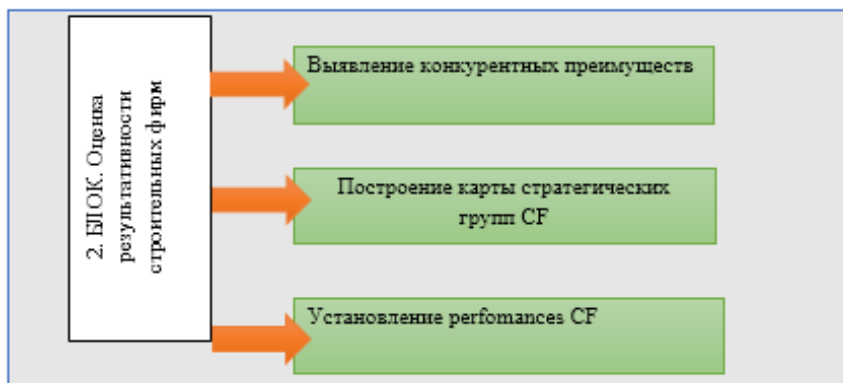 2. БЛОК. Оценка
результативности
строительных фирм
Выявление конкурентных преимуществ
Построение карты стратегических
групп CF
Установление perfomances CF